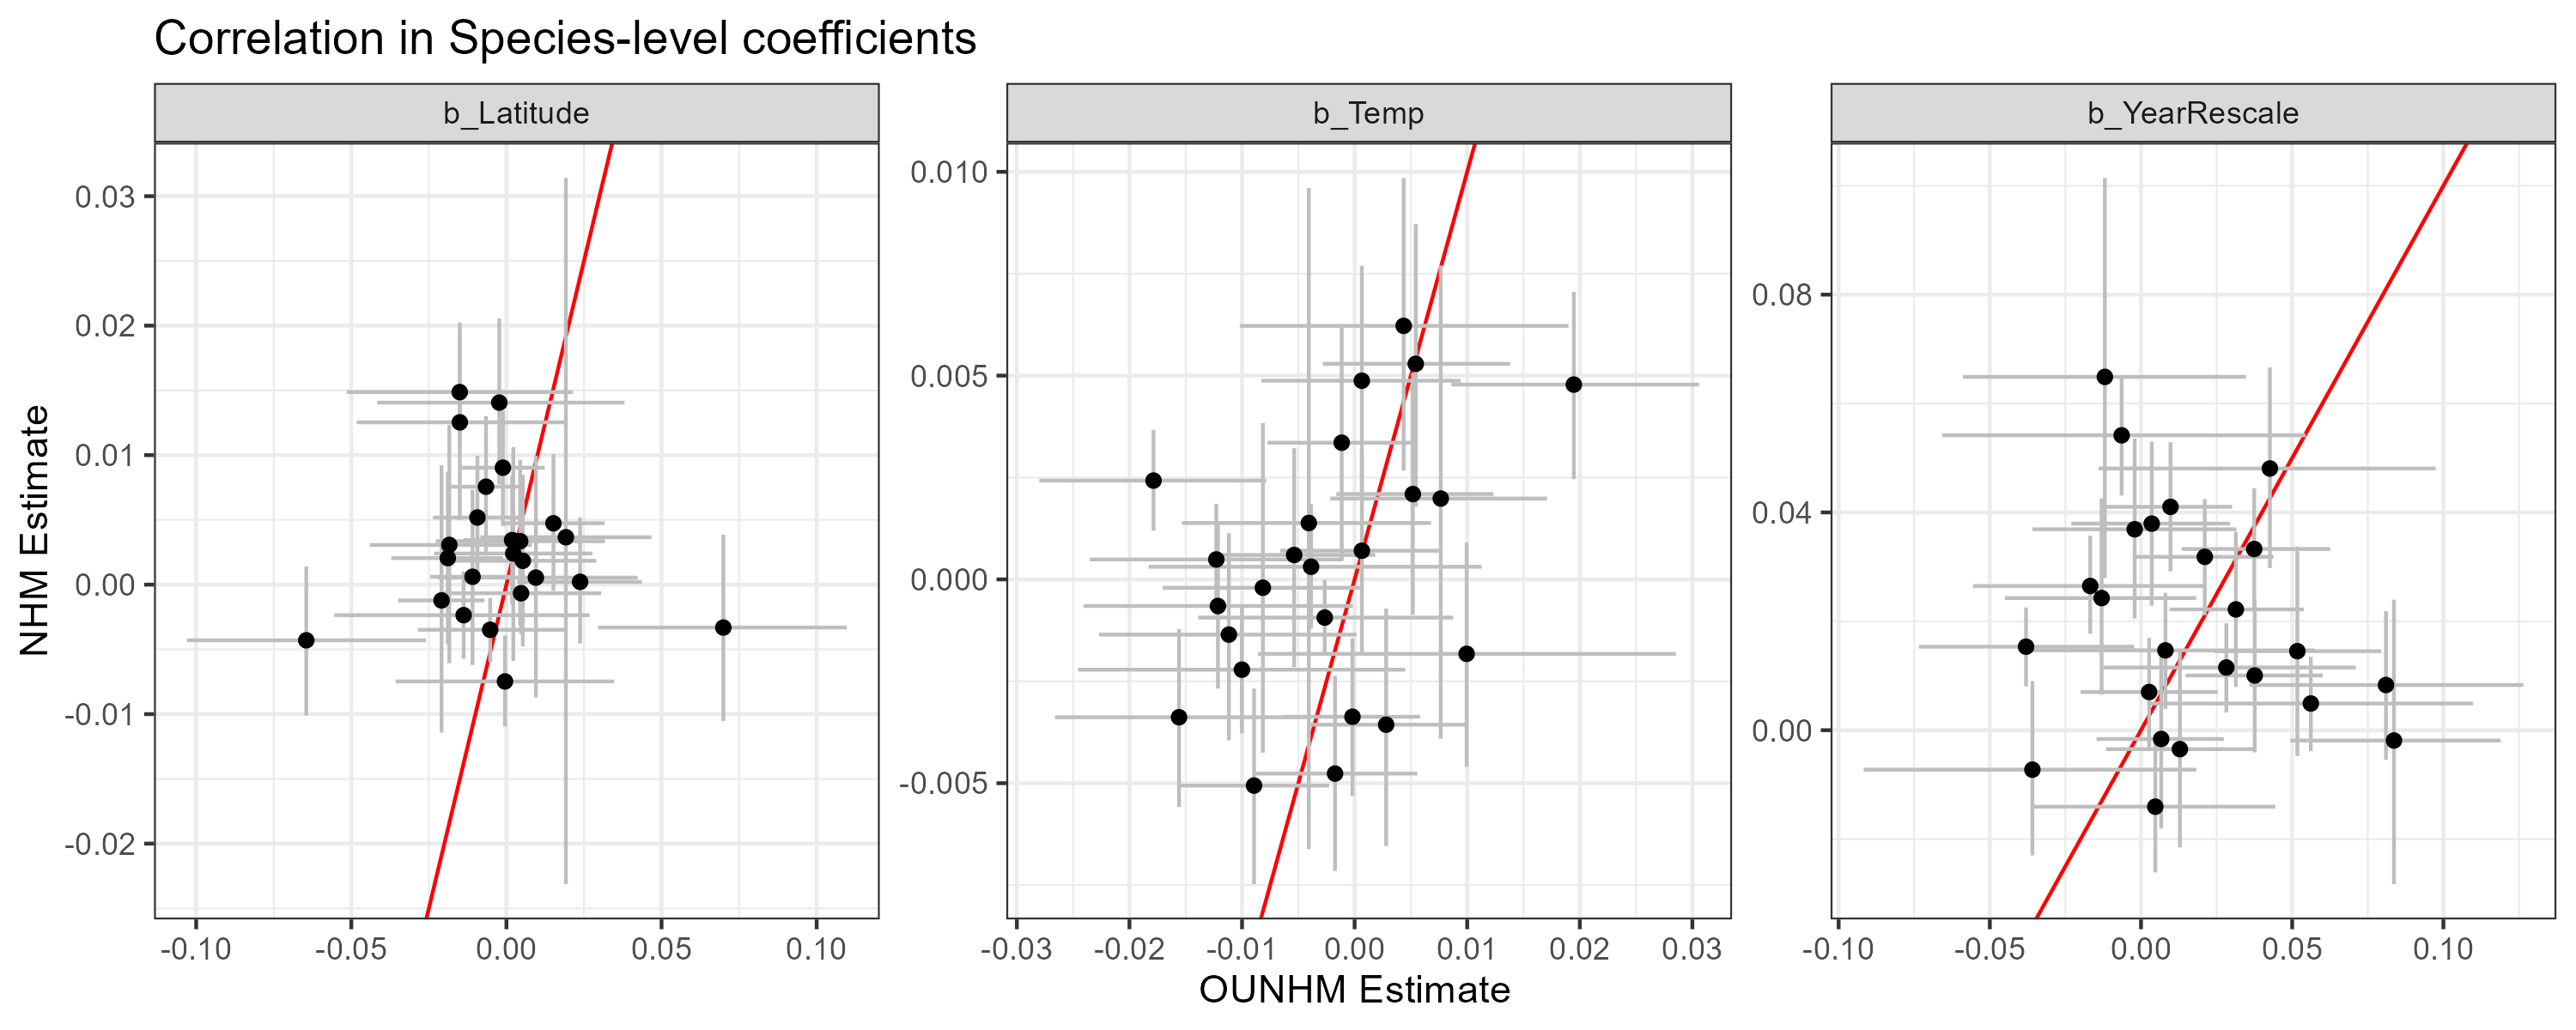 Correlation in Species-level coefficients
b_Latitude
b_Temp
b_YearRescale
NHM Estimate
0.03
0.02
0.01
0.00
-0.01
-0.02
0.010
0.005
0.000
-0.005
0.08
0.04
0.00
-0.10 -0.05 0.00 0.05 0.10
-0.03 -0.02 -0.01 0.00 0.01 0.02 0.03
-0.10 -0.05 0.00 0.05 0.10
OUNHM Estimate